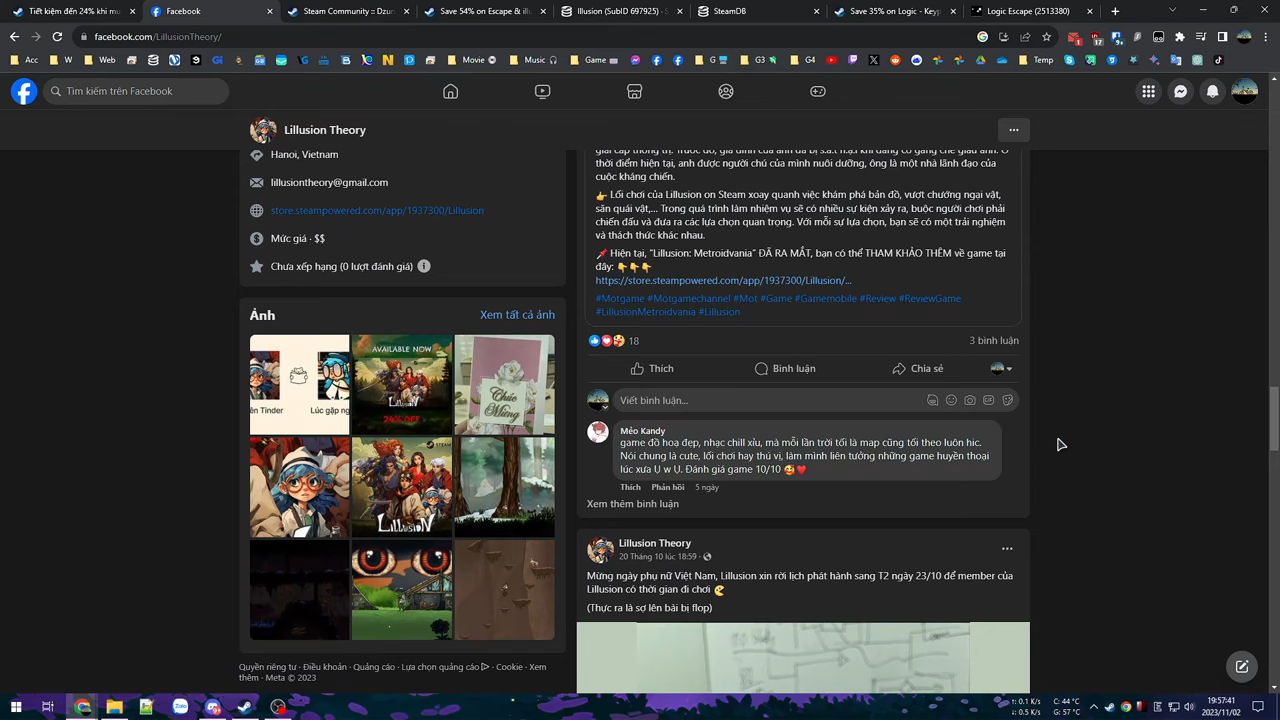 Tiết kiệm đến 24% khi mu
Facebook
Steam Community :: Dzun
Save 54% on Escape & ill
Illusion (SubID 697925) · S
SteamDB
Save 35% on Logic - Keyp
Logic Escape (2513380)
facebook.com/LillusionTheory/
Acc
W
Web
Movie
Music
Game
G
G3
G4
Team
Tìm kiếm trên Facebook
Lillusion Theory
Hanoi, Vietnam
lillusiontheory@gmail.com
store.steampowered.com/app/1937300/Lillusion
Mức giá · $$
Chưa xếp hạng (0 lượt đánh giá)
Ảnh
Xem tất cả ảnh
ên Tinder
Lúc gặp ng
AVAILABLE NOW
LILLUSION
24% OFF
Chúc
Mừng
STEAM
LILLUSION
Quyền riêng tư · Điều khoản · Quảng cáo · Lựa chọn quảng cáo · Cookie · Xem
thêm · Meta © 2023
thời điểm hiện tại, anh được người chú của mình nuôi dưỡng, ông là một nhà lãnh đạo của
cuộc kháng chiến.
👉 Lối chơi của Lillusion on Steam xoay quanh việc khám phá bản đồ, vượt chướng ngại vật,
săn quái vật,... Trong quá trình làm nhiệm vụ sẽ có nhiều sự kiện xảy ra, buộc người chơi phải
chiến đấu và đưa ra các lựa chọn quan trọng. Với mỗi sự lựa chọn, bạn sẽ có một trải nghiệm
và thách thức khác nhau.
📌 Hiện tại, "Lillusion: Metroidvania" ĐÃ RA MẮT, bạn có thể THAM KHẢO THÊM về game tại
đây: 👇👇👇
https://store.steampowered.com/app/1937300/Lillusion/...
#Motgame #Motgamechannel #Mot #Game #Gamemobile #Review #ReviewGame
#LillusionMetroidvania #Lillusion
18
3 bình luận
Thích
Bình luận
Chia sẻ
Viết bình luận...
Mẻo Kandy
game đồ họa đẹp, nhạc chill xỉu, mà mỗi lần trời tối là map cũng tối theo luôn hic.
Nói chung là cute, lối chơi hay thú vị, làm mình liên tưởng những game huyền thoại
lúc xưa Ụ w Ụ. Đánh giá game 10/10 🥰❤️
Thích Phản hồi 5 ngày
Xem thêm bình luận
Lillusion Theory
20 Tháng 10 lúc 18:59
Mừng ngày phụ nữ Việt Nam, Lillusion xin rời lịch phát hành sang T2 ngày 23/10 để member của
Lillusion có thời gian đi chơi
(Thực ra là sợ lên bài bị flop)
C: 44 °C
G: 57 °C
19:57:41
2023/11/02